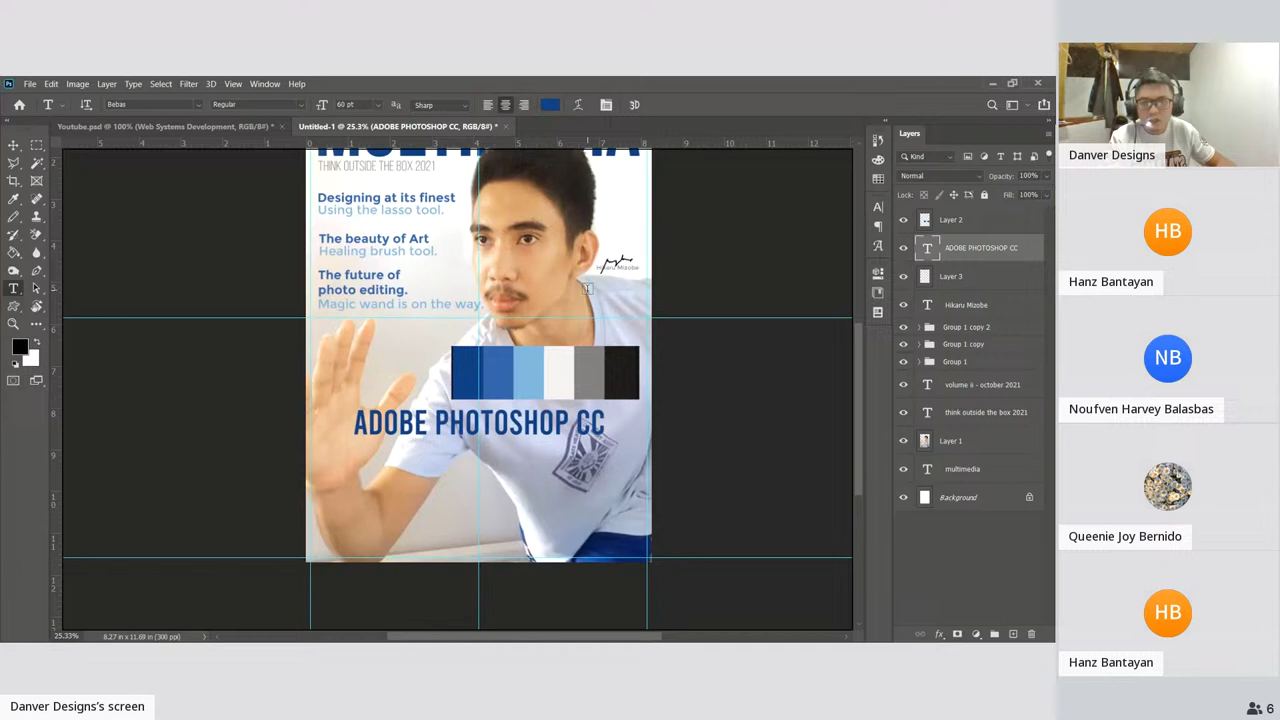 File Edit Image Layer Type Select Filter 3D View Window Help
Bebas Regular 60 pt Sharp 3D
Youtube.psd @ 100% (Web Systems Development, RGB/8#) * × Untitled-1 @ 25.3% (ADOBE PHOTOSHOP CC, RGB/8#) * ×
THINK OUTSIDE THE BOX 2021
Designing at its finest
Using the lasso tool.
The beauty of Art
Healing brush tool.
The future of
photo editing.
Magic wand is on the way.
Hikaru Mizobe
ADOBE PHOTOSHOP CC
25.33% 8.27 in x 11.69 in (300 ppi)
Layers
Kind
Normal Opacity: 100%
Lock: Fill: 100%
Layer 2
ADOBE PHOTOSHOP CC
Layer 3
Hikaru Mizobe
Group 1 copy 2
Group 1 copy
Group 1
volume ii - october 2021
think outside the box 2021
Layer 1
multimedia
Background
Danver Designs
HB
Hanz Bantayan
NB
Noufven Harvey Balasbas
Queenie Joy Bernido
HB
Hanz Bantayan
Danver Designs's screen
6